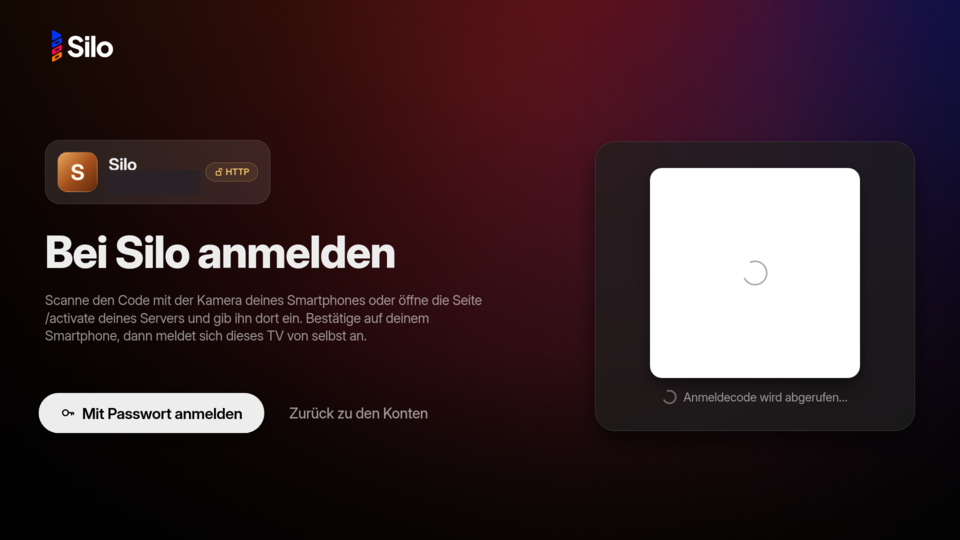 Silo
S
Silo
HTTP
Bei Silo anmelden
Scanne den Code mit der Kamera deines Smartphones oder öffne die Seite
/activate deines Servers und gib ihn dort ein. Bestätige auf deinem
Smartphone, dann meldet sich dieses TV von selbst an.
Mit Passwort anmelden
Zurück zu den Konten
Anmeldecode wird abgerufen...